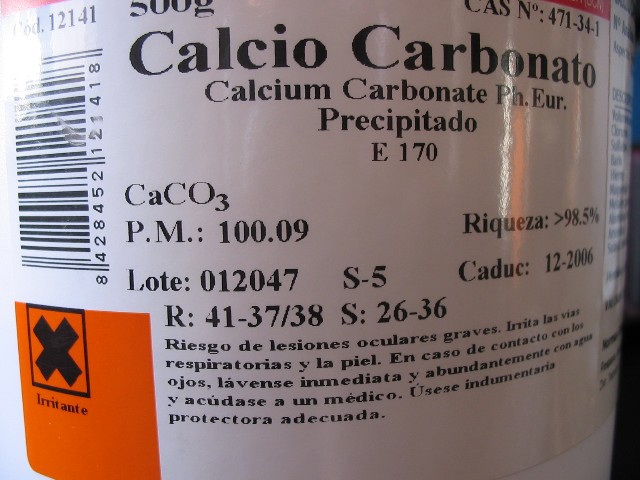 Cod. 12141
500g
CAS Nº: 471-34-1
Calcio Carbonato
Calcium Carbonate Ph.Eur.
Precipitado
E 170
CaCO₃
P.M.: 100.09
Riqueza: >98.5%
Lote: 012047 S-5
Caduc: 12-2006
R: 41-37/38 S: 26-36
Riesgo de lesiones oculares graves. Irrita las vías
respiratorias y la piel. En caso de contacto con los
ojos, lávense inmediata y abundantemente con agua
y acúdase a un médico. Úsese indumentaria
protectora adecuada.
Irritante
8 428452 121418